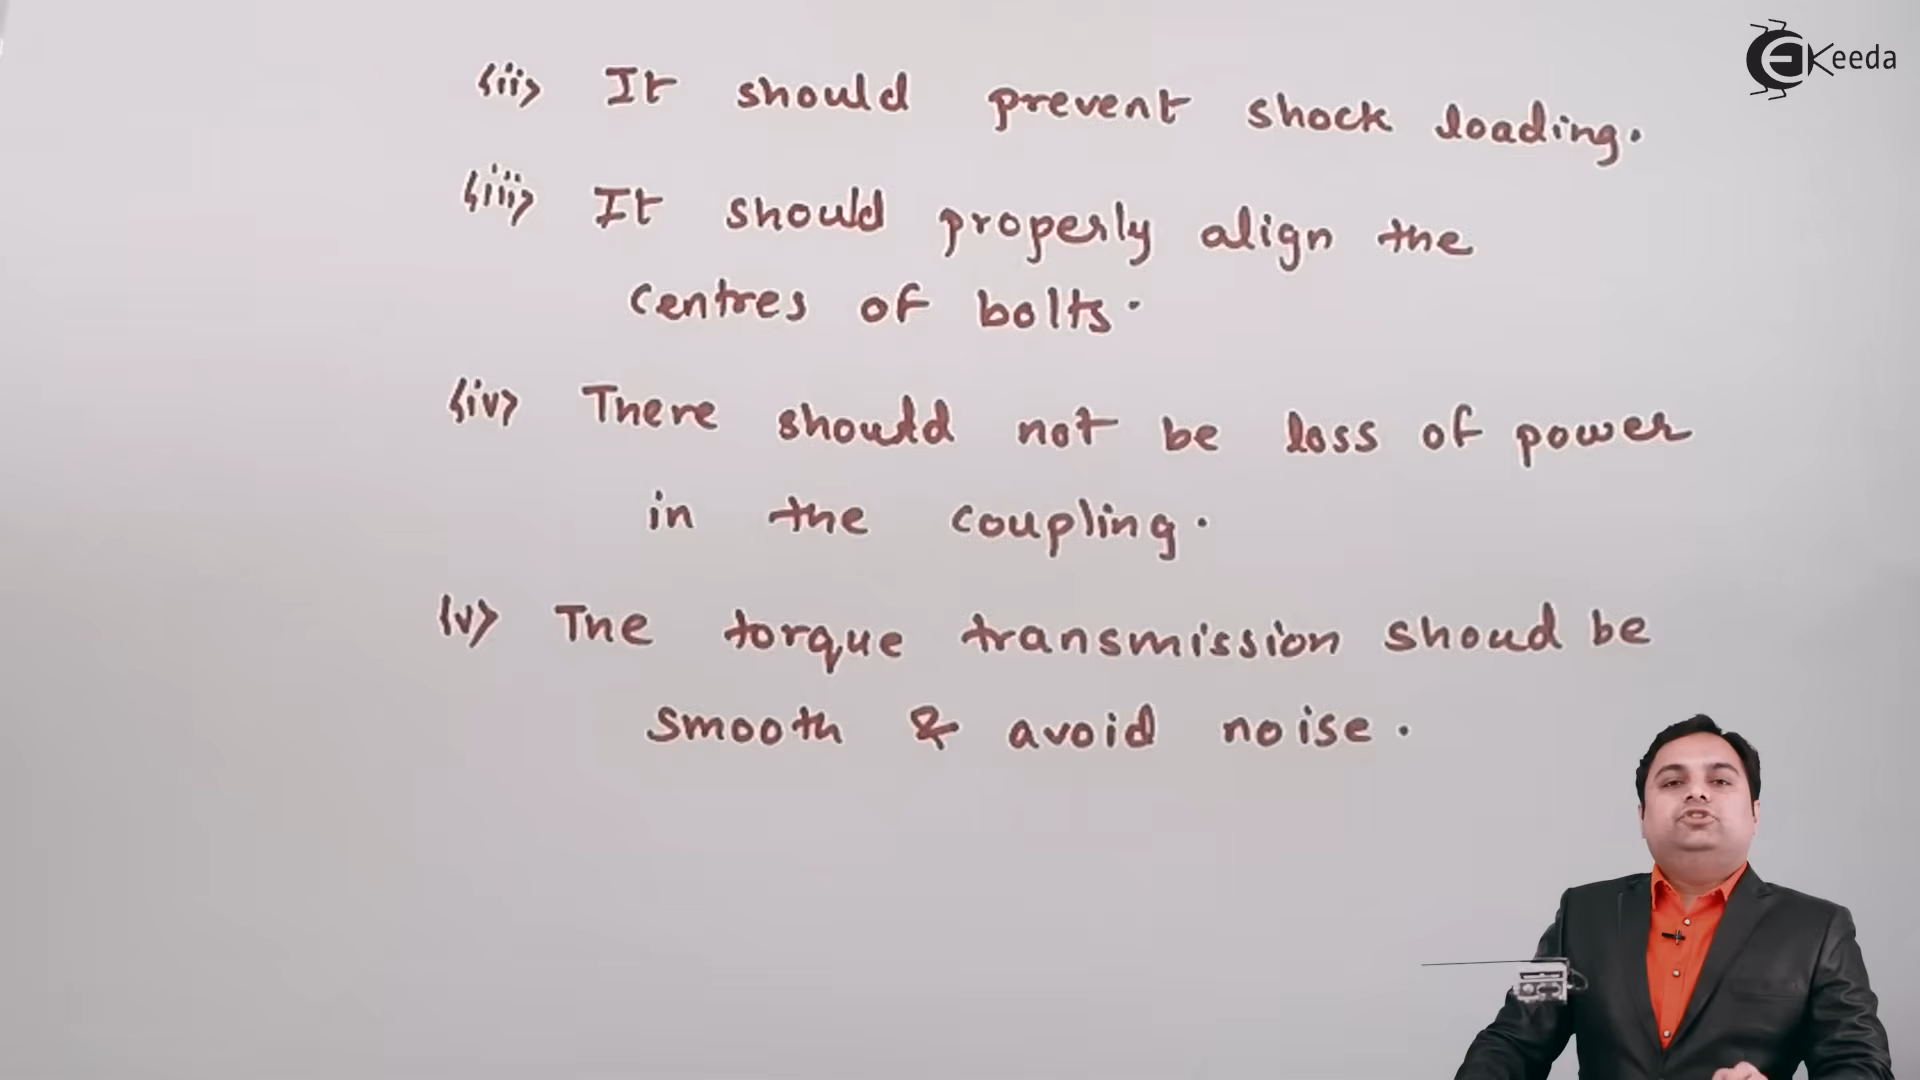 EKeeda
(ii) It should prevent shock loading.
(iii) It should properly align the
centres of bolts.
(iv) There should not be loss of power
in the coupling.
(v) The torque transmission shoud be
smooth & avoid noise.